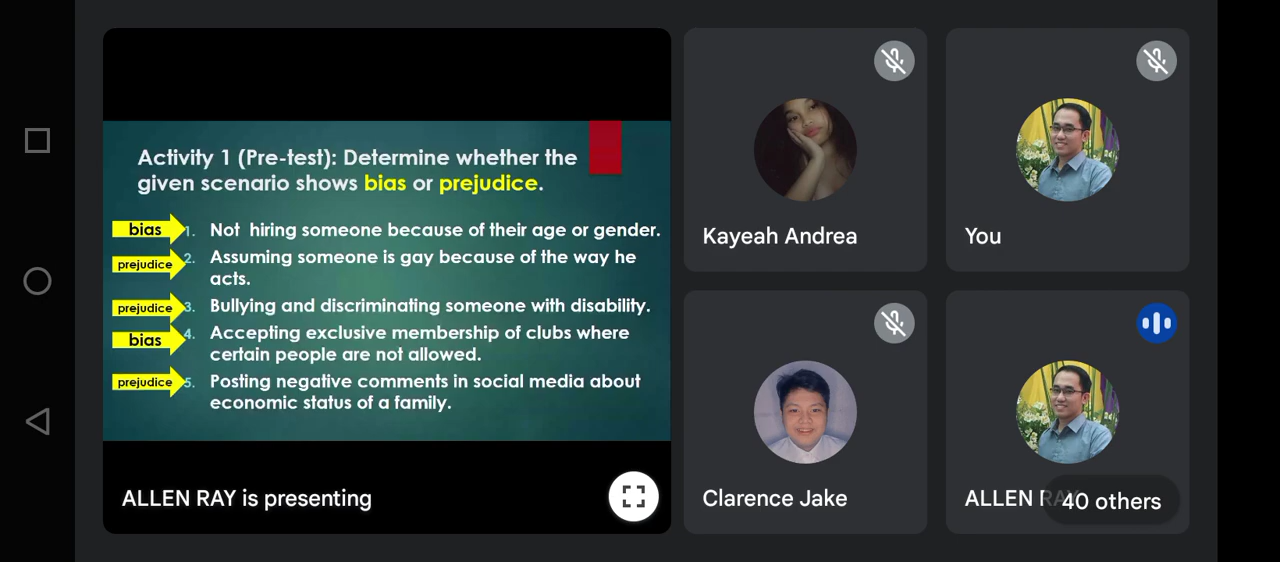 Activity 1 (Pre-test): Determine whether the
given scenario shows bias or prejudice.
bias 1. Not hiring someone because of their age or gender.
prejudice 2. Assuming someone is gay because of the way he
acts.
prejudice 3. Bullying and discriminating someone with disability.
bias 4. Accepting exclusive membership of clubs where
certain people are not allowed.
prejudice 5. Posting negative comments in social media about
economic status of a family.
ALLEN RAY is presenting
Kayeah Andrea
You
Clarence Jake
ALLEN RAY
40 others